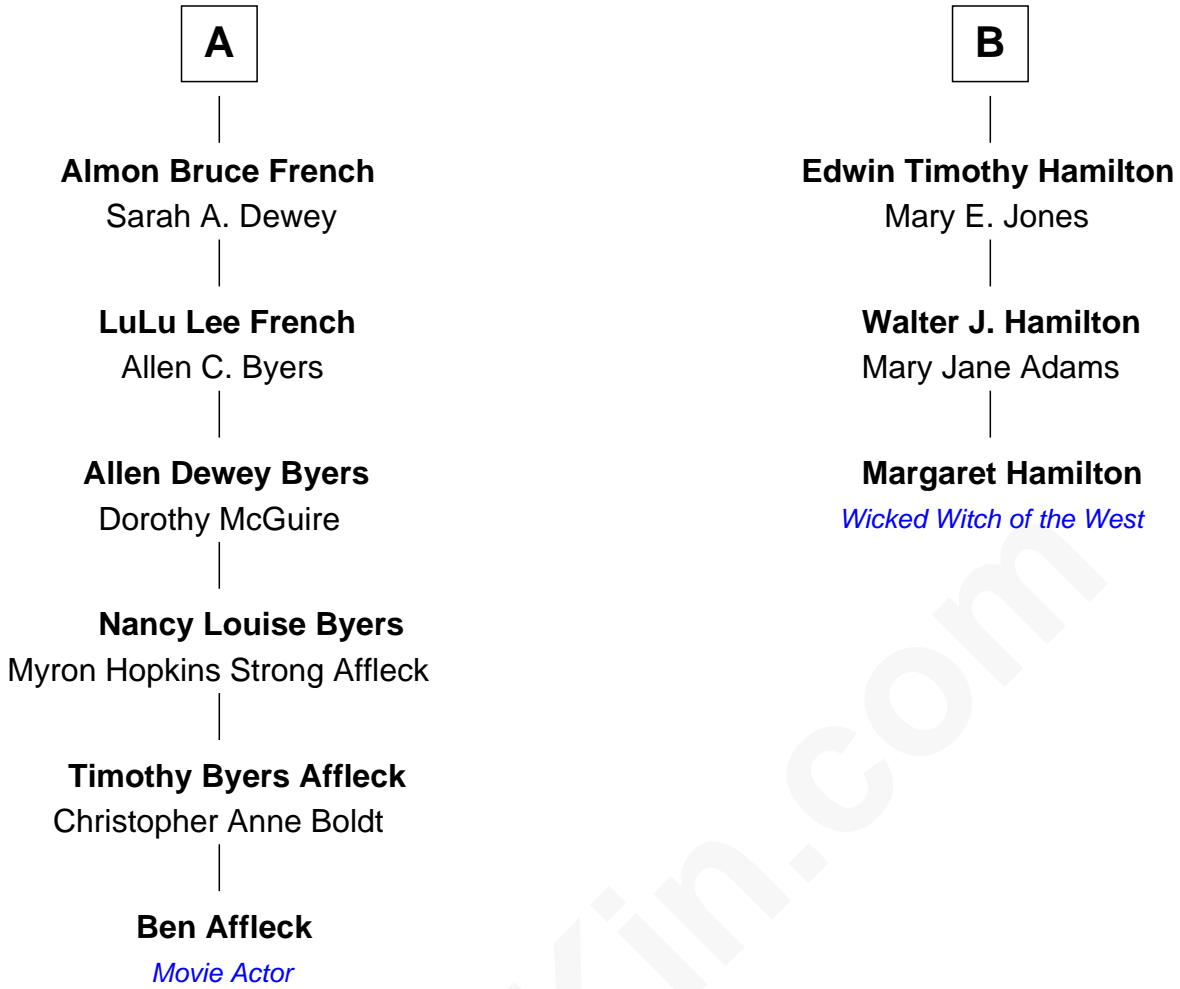 A
Almon Bruce French
Sarah A. Dewey
LuLu Lee French
Allen C. Byers
Allen Dewey Byers
Dorothy McGuire
Nancy Louise Byers
Myron Hopkins Strong Affleck
Timothy Byers Affleck
Christopher Anne Boldt
Ben Affleck
Movie Actor
B
Edwin Timothy Hamilton
Mary E. Jones
Walter J. Hamilton
Mary Jane Adams
Margaret Hamilton
Wicked Witch of the West
Kin.com